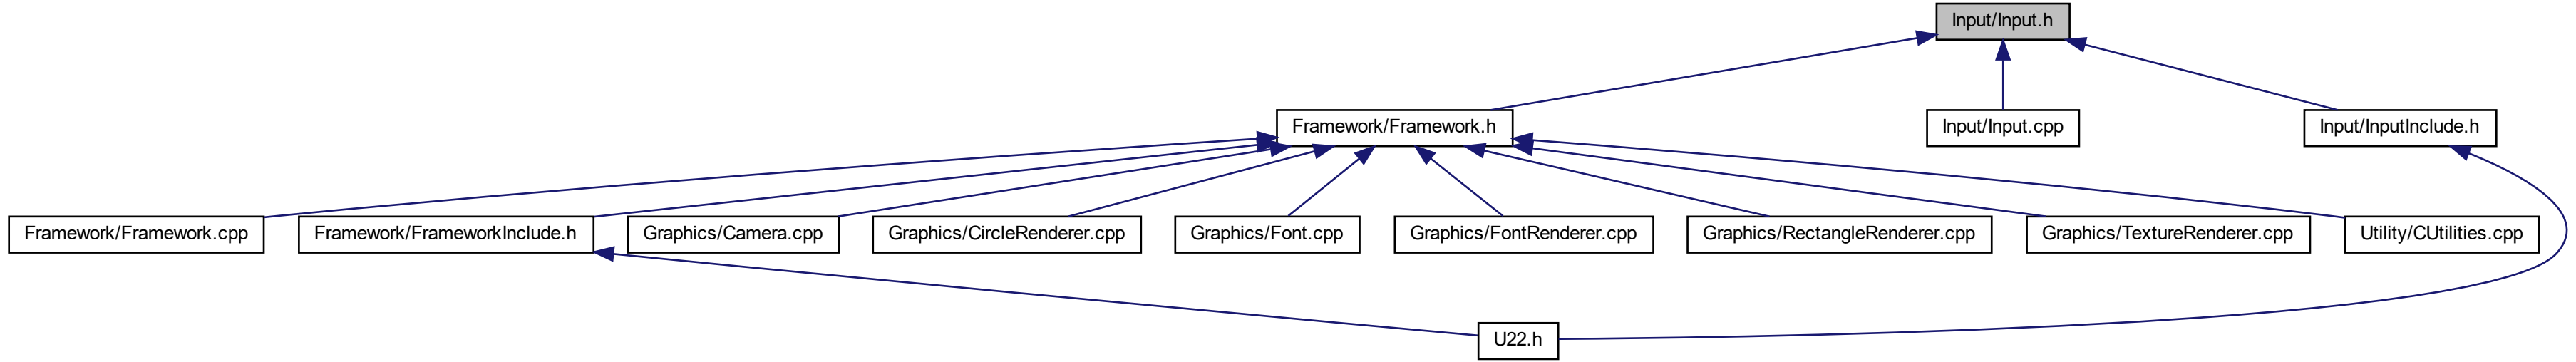 Input/Input.h
Framework/Framework.h
Input/Input.cpp
Input/InputInclude.h
Framework/Framework.cpp
Framework/FrameworkInclude.h
Graphics/Camera.cpp
Graphics/CircleRenderer.cpp
Graphics/Font.cpp
Graphics/FontRenderer.cpp
Graphics/RectangleRenderer.cpp
Graphics/TextureRenderer.cpp
Utility/CUtilities.cpp
U22.h